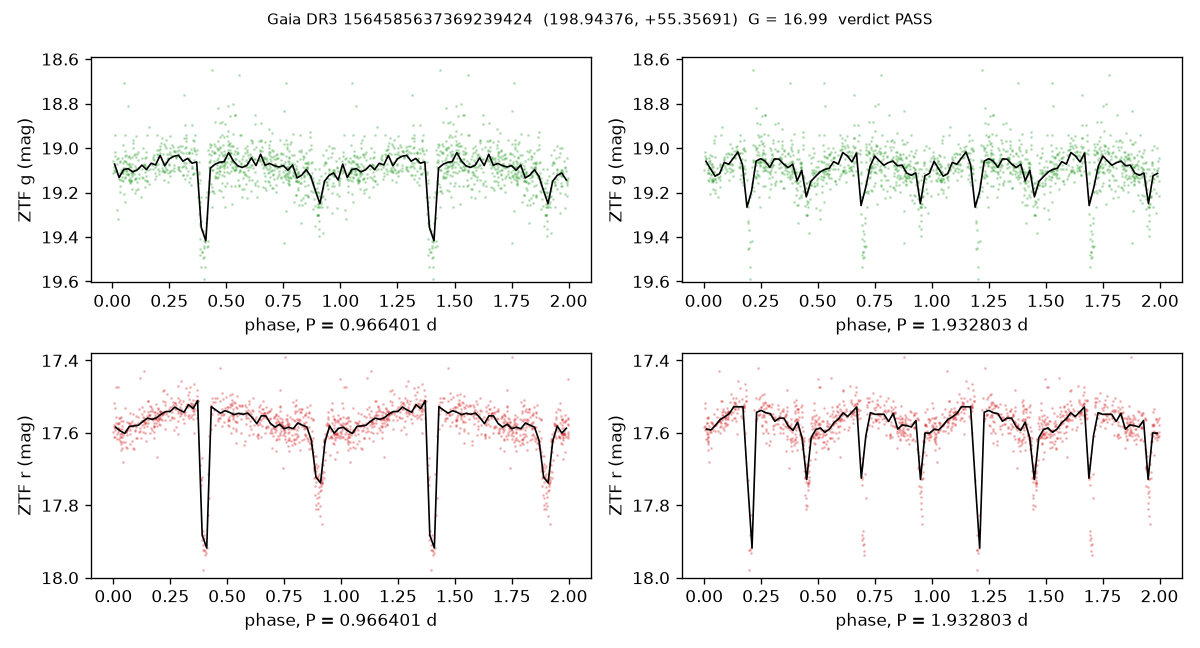 Gaia DR3 1564585637369239424 (198.94376, +55.35691) G = 16.99 verdict PASS
ZTF g (mag)
18.6
18.8
19.0
19.2
19.4
19.6
0.00 0.25 0.50 0.75 1.00 1.25 1.50 1.75 2.00
phase, P = 0.966401 d
ZTF g (mag)
18.6
18.8
19.0
19.2
19.4
19.6
0.00 0.25 0.50 0.75 1.00 1.25 1.50 1.75 2.00
phase, P = 1.932803 d
ZTF r (mag)
17.4
17.6
17.8
18.0
0.00 0.25 0.50 0.75 1.00 1.25 1.50 1.75 2.00
phase, P = 0.966401 d
ZTF r (mag)
17.4
17.6
17.8
18.0
0.00 0.25 0.50 0.75 1.00 1.25 1.50 1.75 2.00
phase, P = 1.932803 d